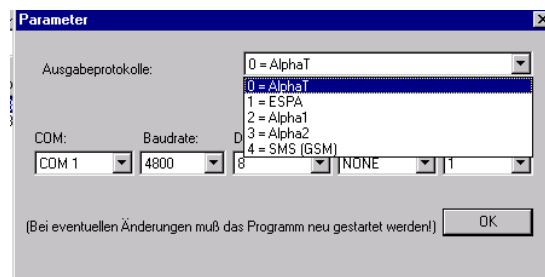 Parameter
Ausgabeprotokolle:
0 = AlphaT
0 = AlphaT
1 = ESPA
2 = Alpha1
3 = Alpha2
4 = SMS (GSM)
COM: Baudrate:
COM 1 4800 8 NONE 1
(Bei eventuellen Änderungen muß das Programm neu gestartet werden!) OK